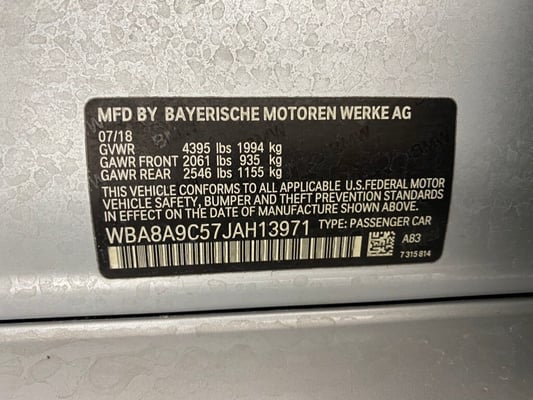 MFD BY BAYERISCHE MOTOREN WERKE AG
07/18
GVWR 4395 lbs 1994 kg
GAWR FRONT 2061 lbs 935 kg
GAWR REAR 2546 lbs 1155 kg
THIS VEHICLE CONFORMS TO ALL APPLICABLE U.S.FEDERAL MOTOR
VEHICLE SAFETY, BUMPER AND THEFT PREVENTION STANDARDS
IN EFFECT ON THE DATE OF MANUFACTURE SHOWN ABOVE.
WBA8A9C57JAH13971 TYPE: PASSENGER CAR
A83
7 315 814